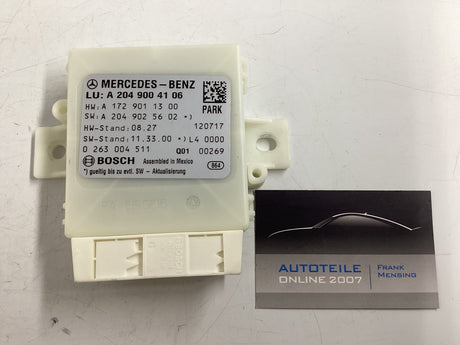 MERCEDES-BENZ
LU: A 204 900 41 06
HW: A 172 901 13 00
SW: A 204 902 56 02 *)
PARK
HW-Stand: 08.27 120717
SW-Stand: 11.33.00 *) L4 0000
0 263 004 511 Q01 00269
BOSCH Assembled in Mexico 864
*) gueltig bis zu evtl. SW - Aktualisierung
AUTOTEILE
ONLINE 2007
FRANK
MENSING